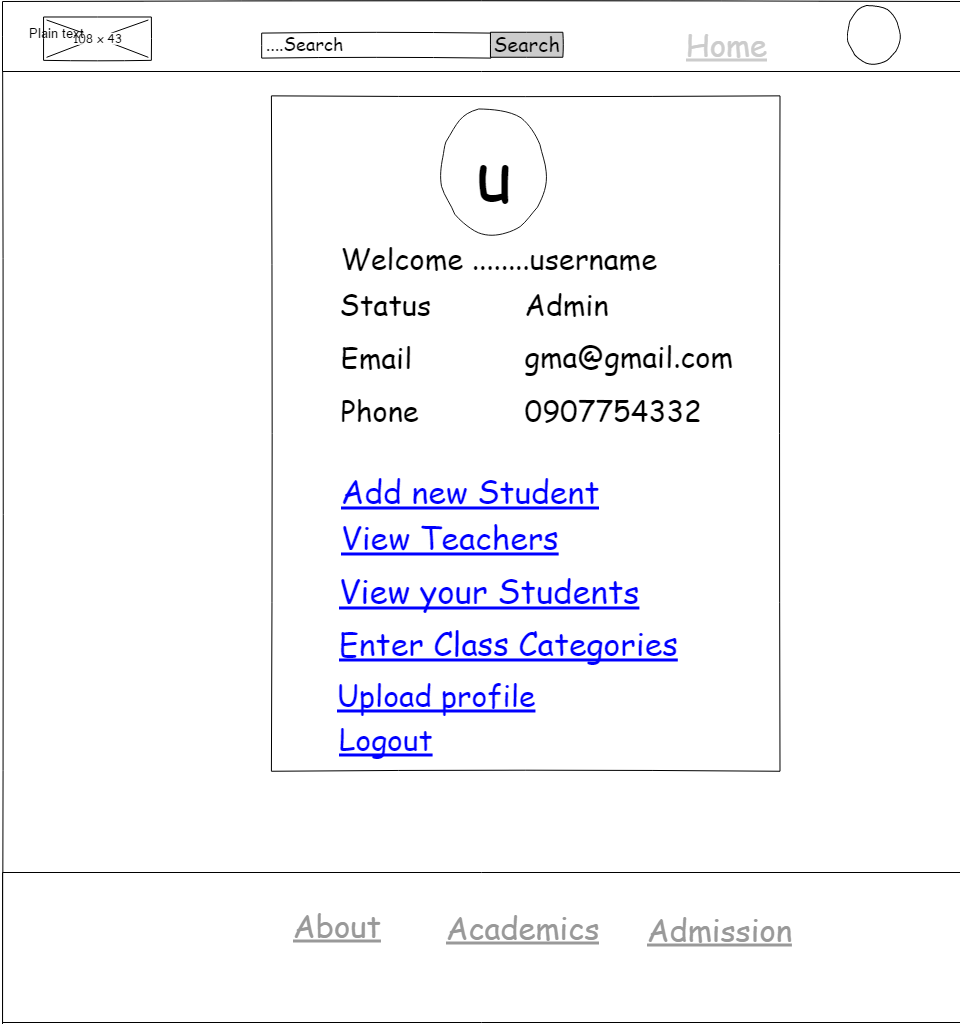 Plain text
108 x 43
....Search Search
Home
u
Welcome ........username
Status Admin
Email gma@gmail.com
Phone 0907754332
Add new Student
View Teachers
View your Students
Enter Class Categories
Upload profile
Logout
About Academics Admission